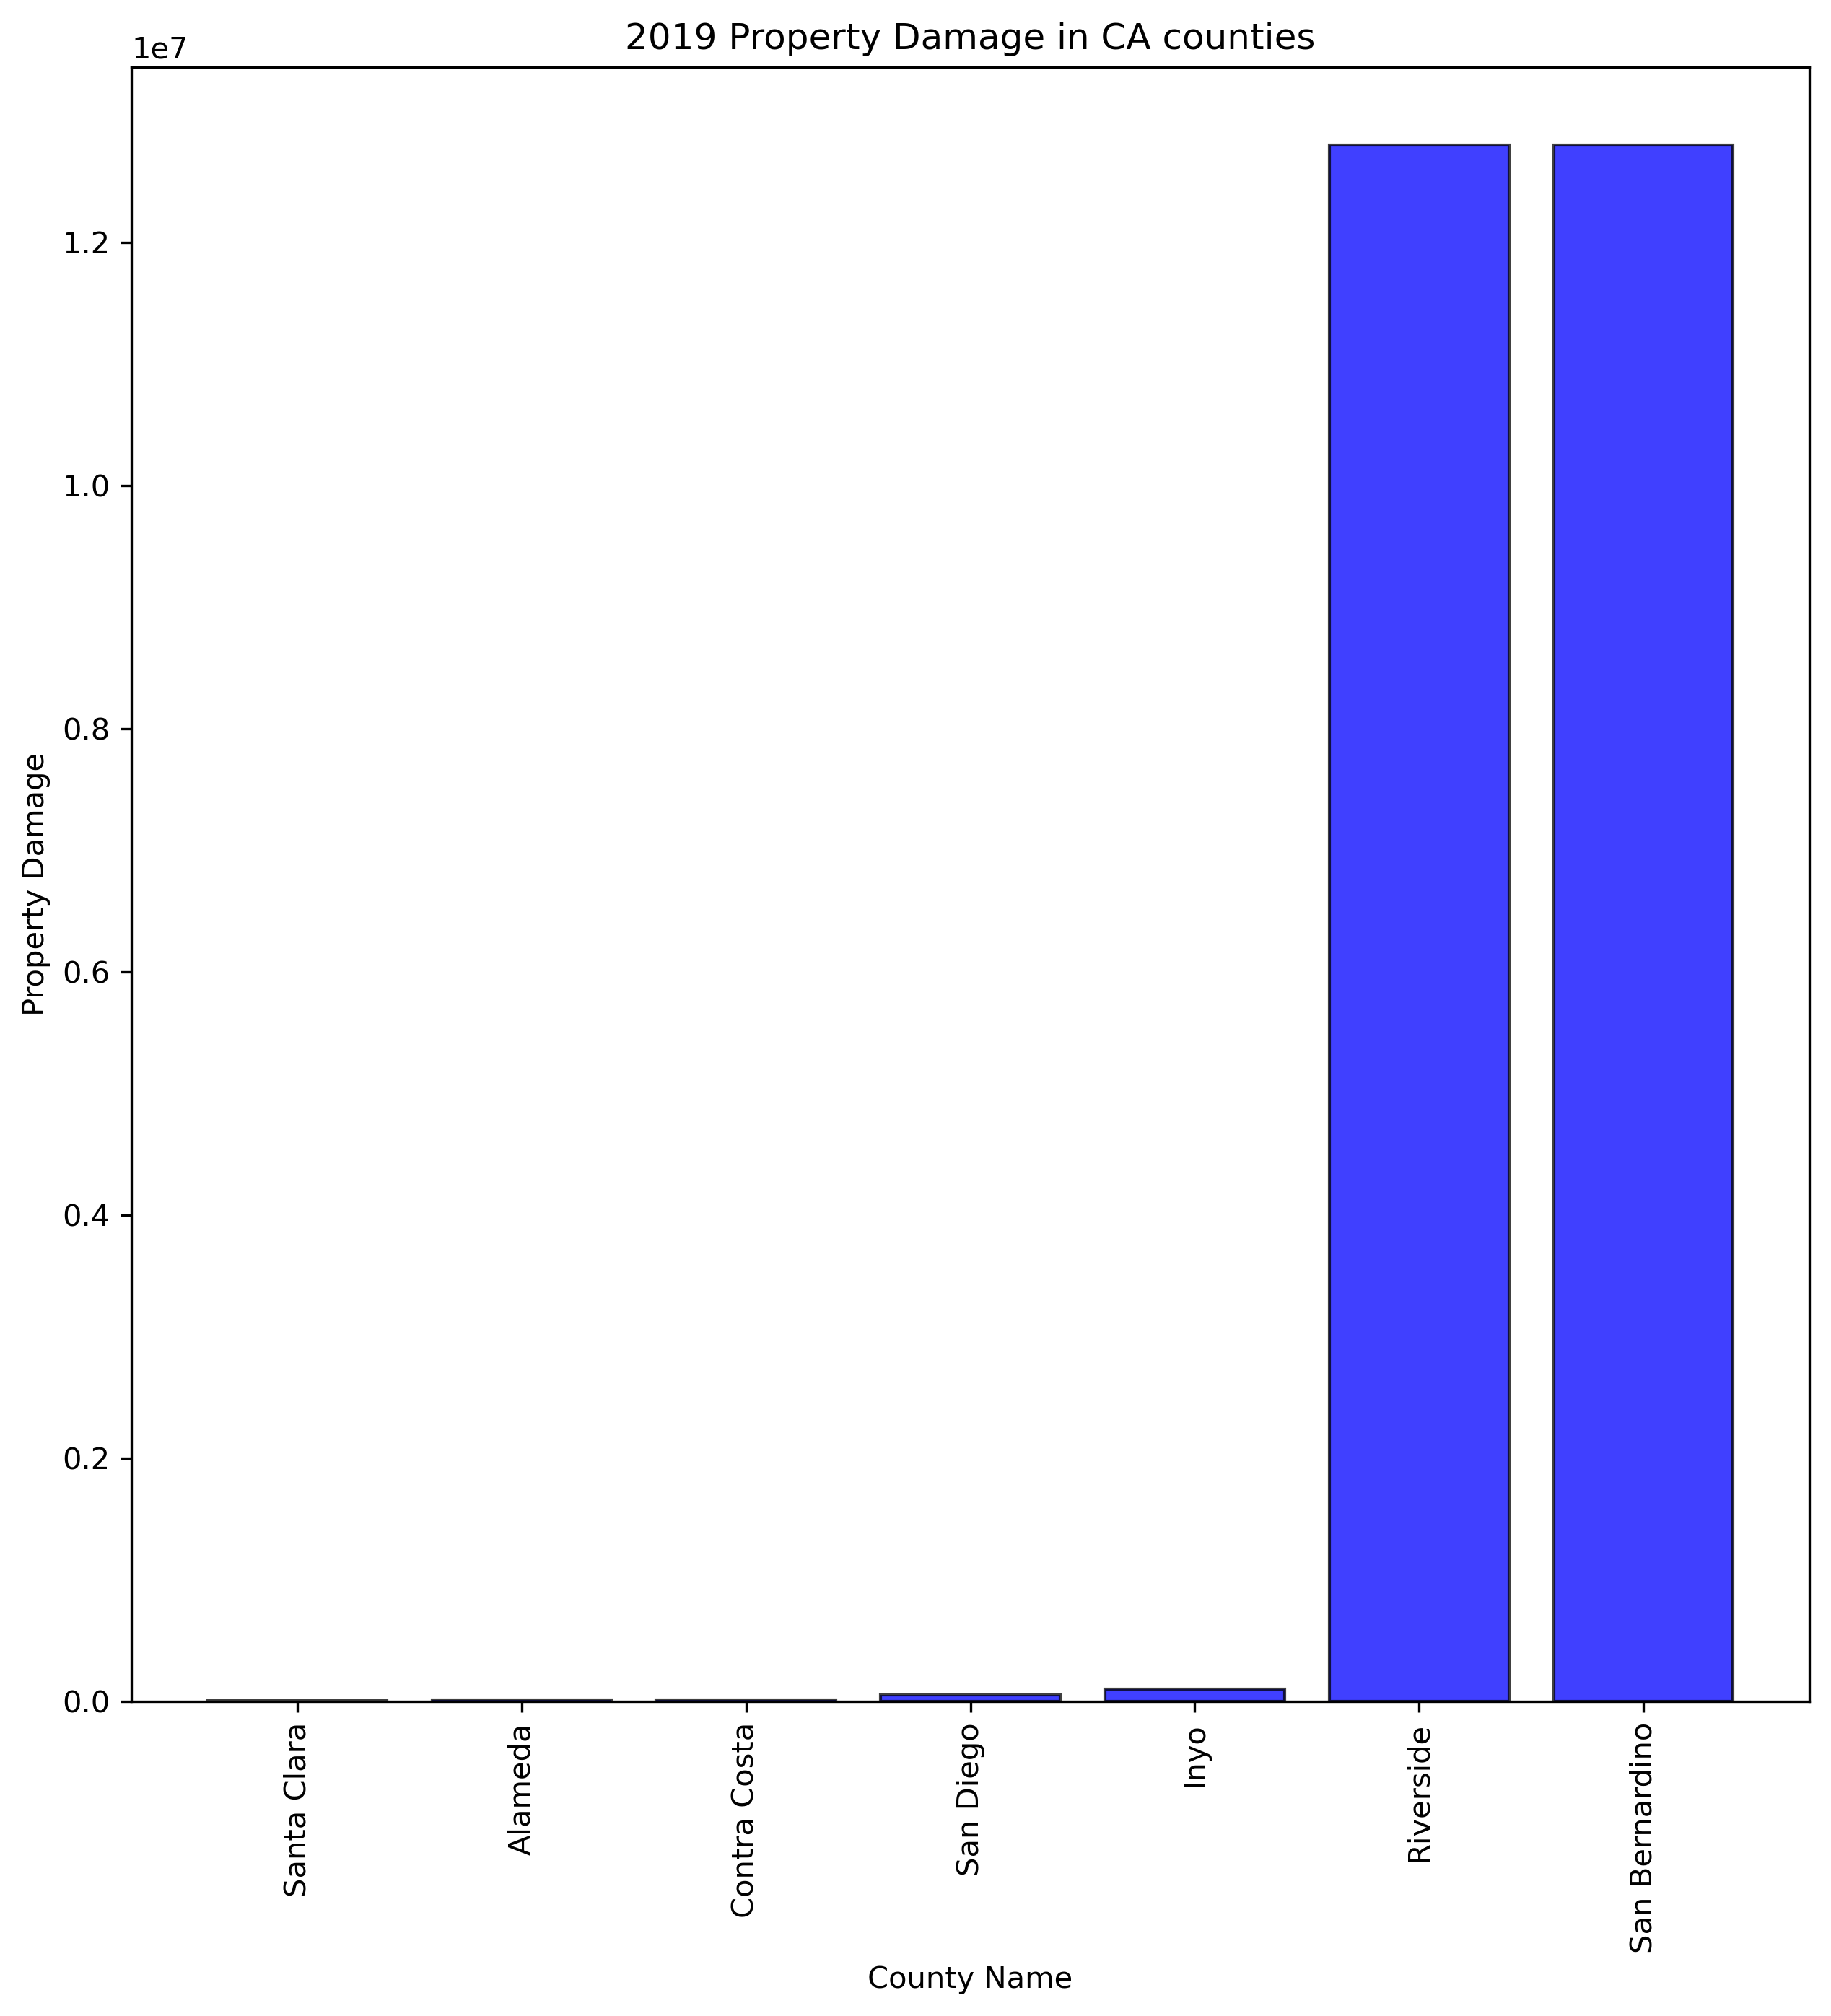 2019 Property Damage in CA counties
1e7
1.2
1.0
0.8
0.6
0.4
0.2
0.0
Property Damage
Santa Clara
Alameda
Contra Costa
San Diego
Inyo
Riverside
San Bernardino
County Name